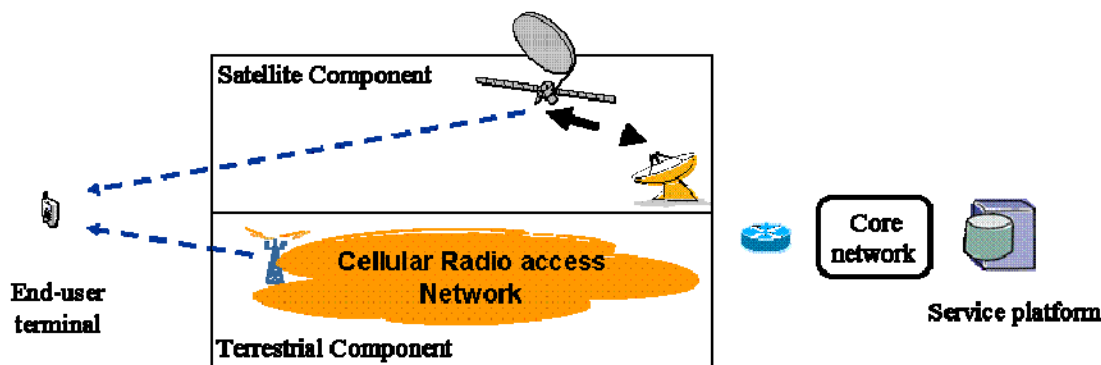 Satellite Component
Cellular Radio access
Network
Terrestrial Component
End-user
terminal
Core
network
Service platform